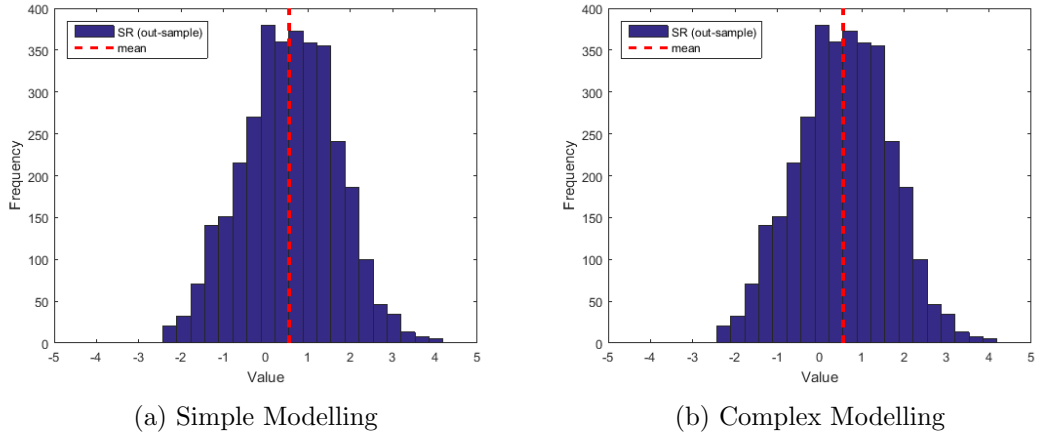 SR (out-sample)
mean
400
350
300
250
200
150
100
50
0
Frequency
-5 -4 -3 -2 -1 0 1 2 3 4 5
Value
(a) Simple Modelling
SR (out-sample)
mean
400
350
300
250
200
150
100
50
0
Frequency
-5 -4 -3 -2 -1 0 1 2 3 4 5
Value
(b) Complex Modelling